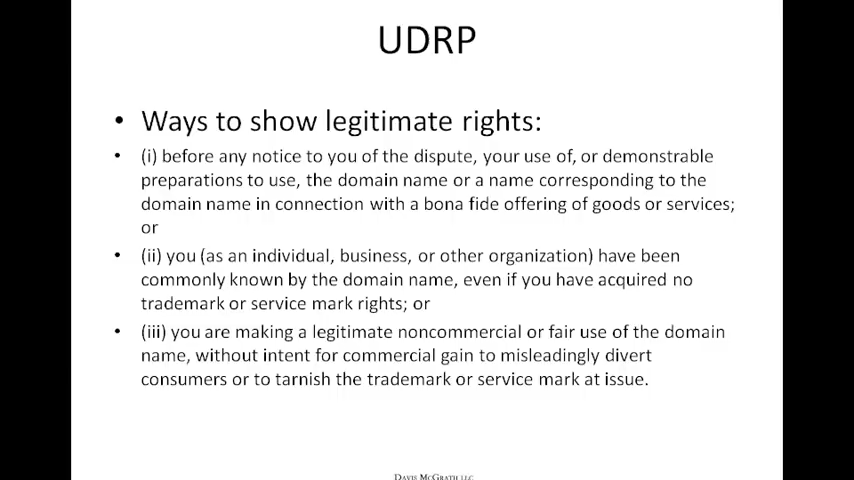 UDRP
• Ways to show legitimate rights:
• (i) before any notice to you of the dispute, your use of, or demonstrable
preparations to use, the domain name or a name corresponding to the
domain name in connection with a bona fide offering of goods or services;
or
• (ii) you (as an individual, business, or other organization) have been
commonly known by the domain name, even if you have acquired no
trademark or service mark rights; or
• (iii) you are making a legitimate noncommercial or fair use of the domain
name, without intent for commercial gain to misleadingly divert
consumers or to tarnish the trademark or service mark at issue.
DAVIS MCGRATH LLC